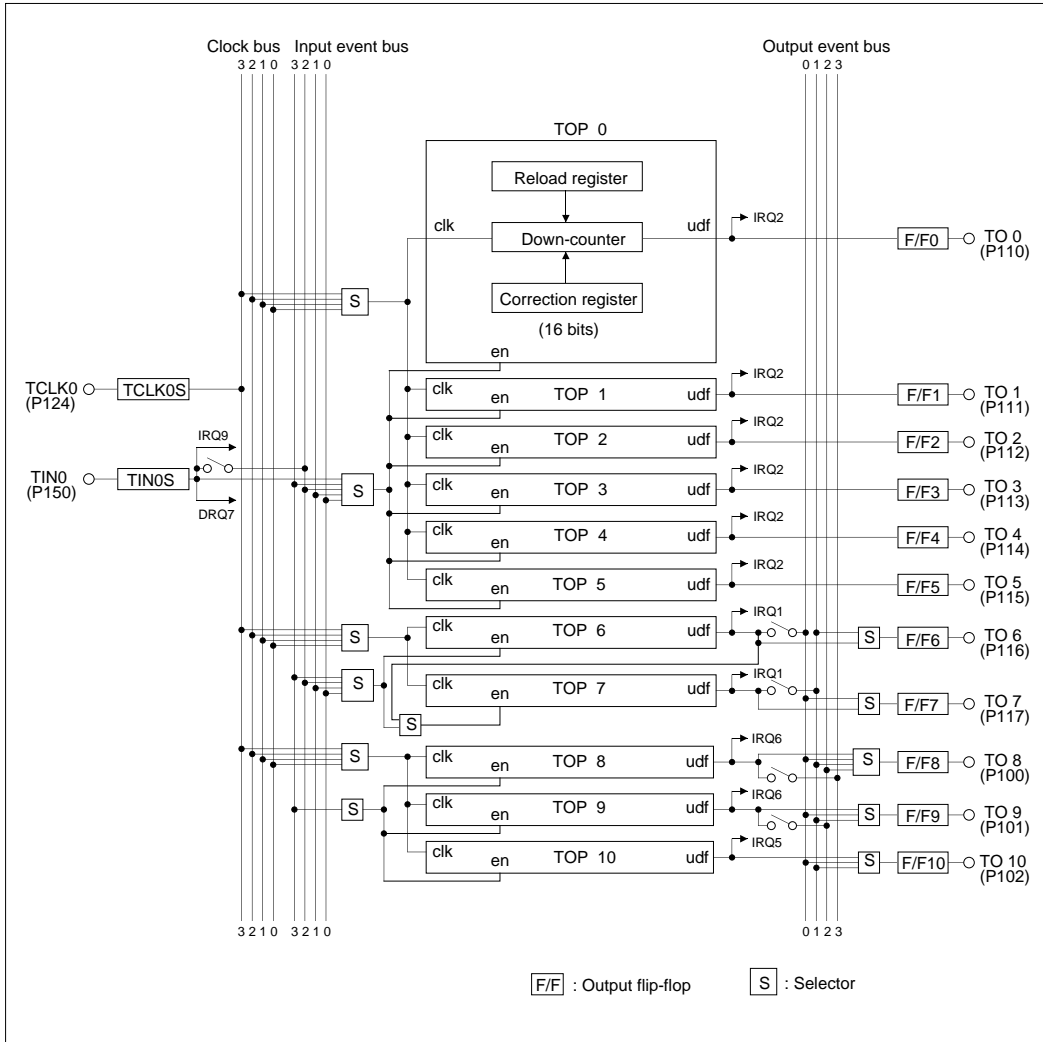 Clock bus Input event bus Output event bus
3 2 1 0 3 2 1 0 0 1 2 3
TOP 0
Reload register
clk Down-counter udf IRQ2 F/F0 TO 0
(P110)
S Correction register
(16 bits)
en
TCLK0 TCLK0S
(P124)
clk en TOP 1 udf IRQ2 F/F1 TO 1
(P111)
clk en TOP 2 udf IRQ2 F/F2 TO 2
(P112)
IRQ9
TIN0 TIN0S
(P150)
DRQ7
S
clk en TOP 3 udf IRQ2 F/F3 TO 3
(P113)
clk en TOP 4 udf IRQ2 F/F4 TO 4
(P114)
clk en TOP 5 udf IRQ2 F/F5 TO 5
(P115)
S clk en TOP 6 udf IRQ1 S F/F6 TO 6
(P116)
S clk en TOP 7 udf IRQ1 S F/F7 TO 7
(P117)
S
S clk en TOP 8 udf IRQ6 S F/F8 TO 8
(P100)
S clk en TOP 9 udf IRQ6 S F/F9 TO 9
(P101)
clk en TOP 10 udf IRQ5 S F/F10 TO 10
(P102)
3 2 1 0 3 2 1 0 0 1 2 3
F/F : Output flip-flop S : Selector